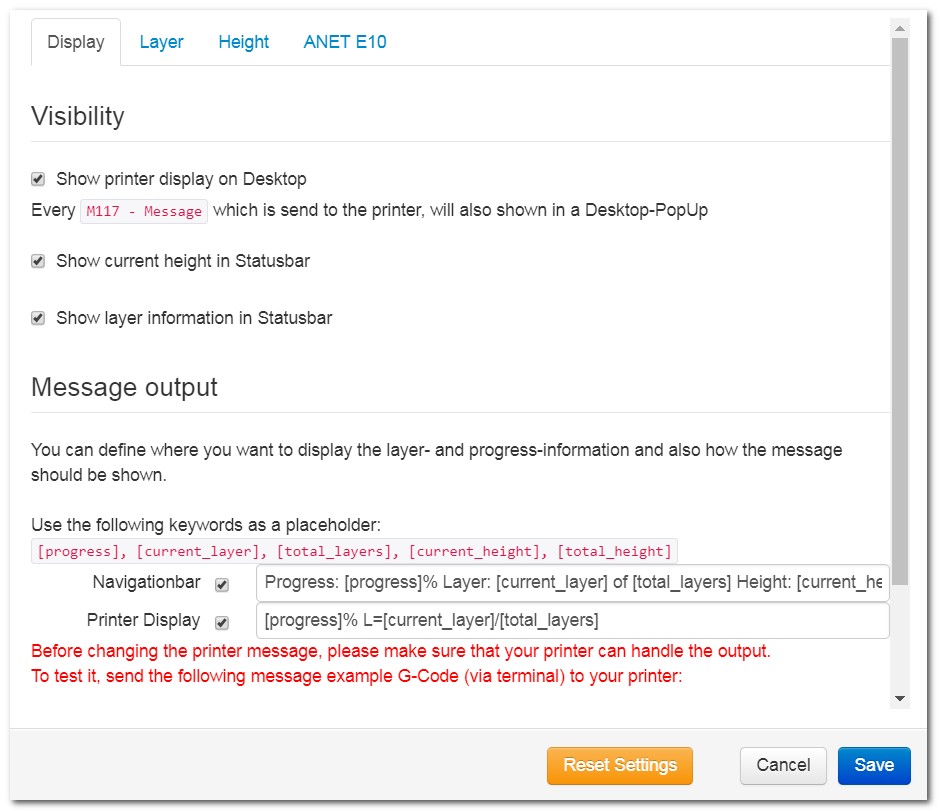 Display Layer Height ANET E10
Visibility
Show printer display on Desktop
Every M117 - Message which is send to the printer, will also shown in a Desktop-PopUp
Show current height in Statusbar
Show layer information in Statusbar
Message output
You can define where you want to display the layer- and progress-information and also how the message
should be shown.
Use the following keywords as a placeholder:
[progress], [current_layer], [total_layers], [current_height], [total_height]
Navigationbar Progress: [progress]% Layer: [current_layer] of [total_layers] Height: [current_he
Printer Display [progress]% L=[current_layer]/[total_layers]
Before changing the printer message, please make sure that your printer can handle the output.
To test it, send the following message example G-Code (via terminal) to your printer:
Reset Settings Cancel Save